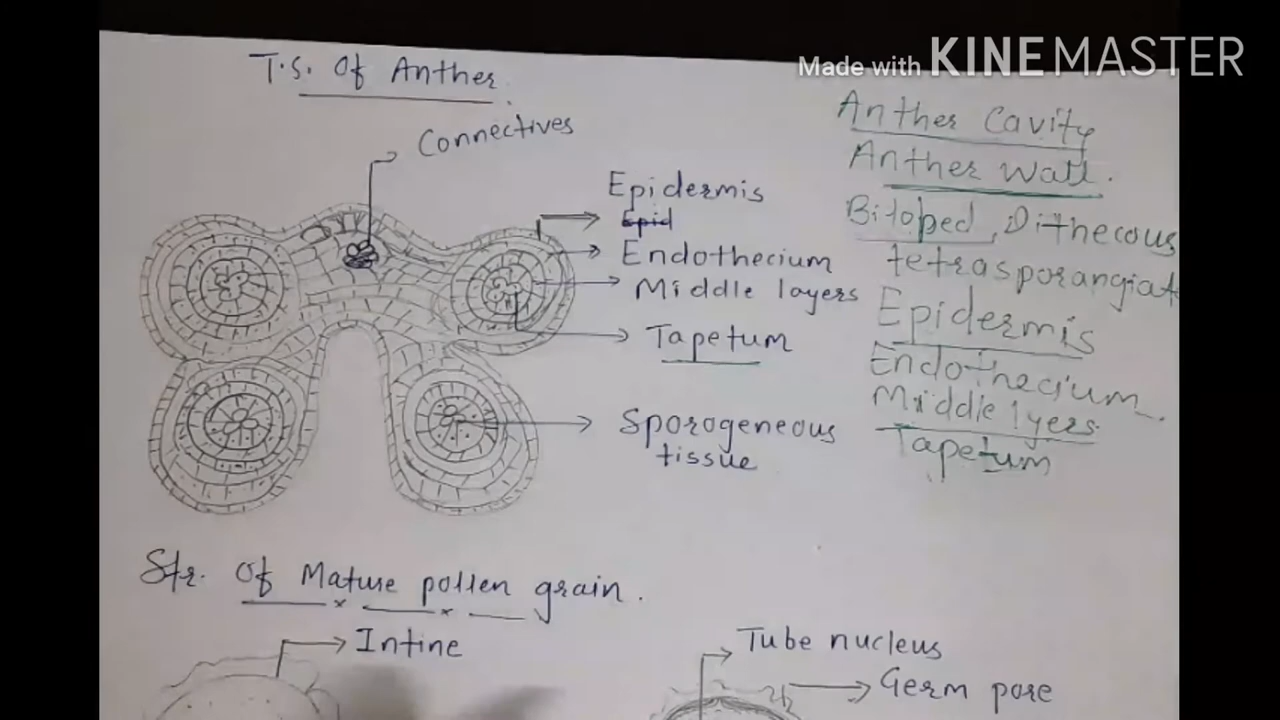 T.S. Of Anther.
Made with KINEMASTER
Connectives
Epidermis
Epid
Endothecium
Middle layers
Tapetum
Sporogeneous
tissue
Anther Cavity
Anther wall.
Biloped, Dithecous
tetrasporangiat
Epidermis
Endothecium.
Middle lyers.
Tapetum
Str. Of Mature pollen grain.
Intine
Tube nucleus
Germ pore